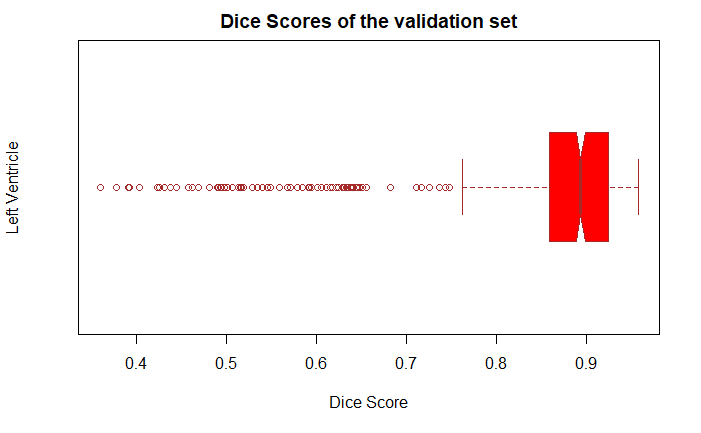 Dice Scores of the validation set
Left Ventricle
0.4 0.5 0.6 0.7 0.8 0.9
Dice Score